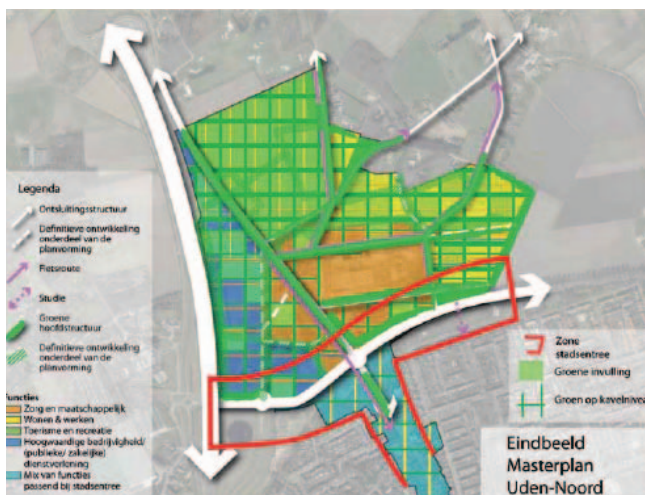 Legenda
Ontsluitingsstructuur
Definitieve ontwikkeling
onderdeel van de
planvorming
Fietsroute
Studie
Groene
hoofdstructuur
Definitieve ontwikkeling
onderdeel van de
planvorming
functies
Zorg en maatschappelijk
Wonen & werken
Toerisme en recreatie
Hoogwaardige bedrijvigheid/
(publieke/ zakelijke)
dienstverlening
Mix van functies
passend bij stadsentree
Zone
stadsentree
Groene invulling
Groen op kavelnivea
Eindbeeld
Masterplan
Uden-Noord